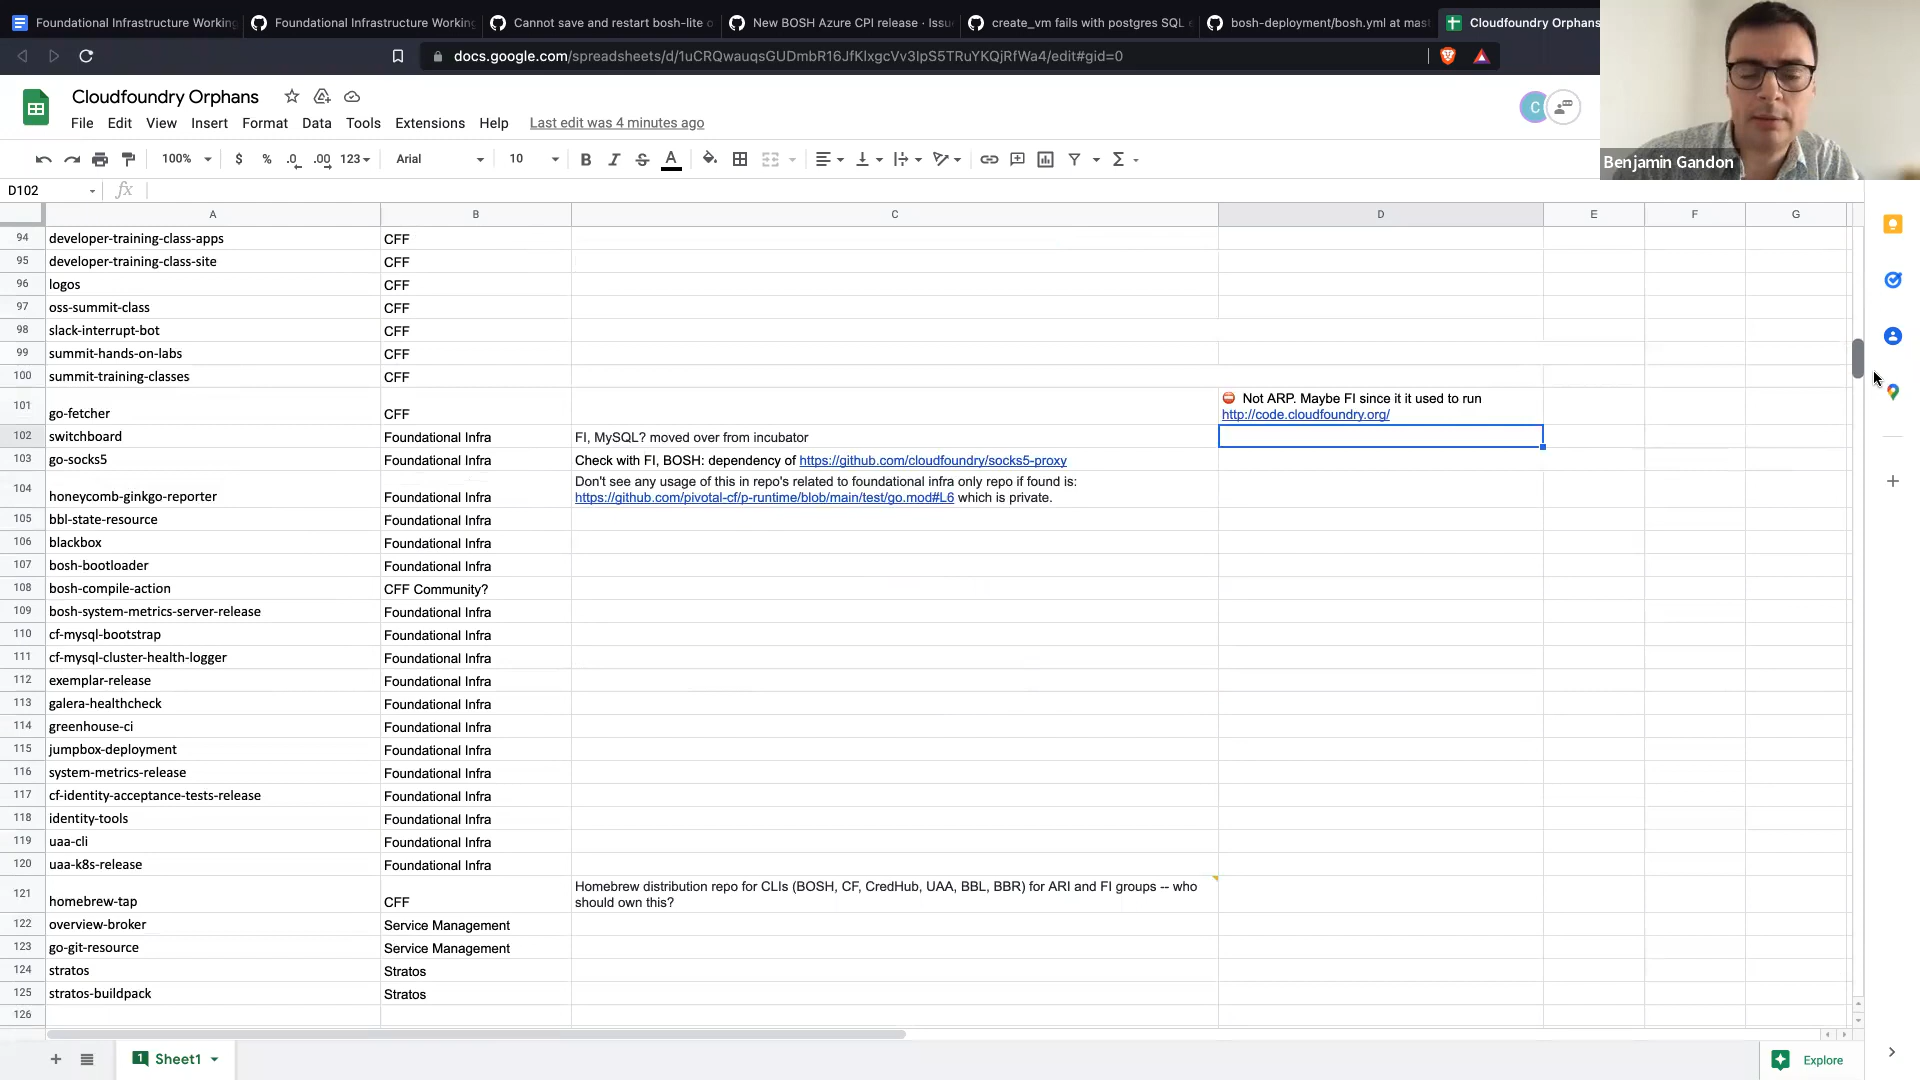 Foundational Infrastructure Working
Foundational Infrastructure Working
Cannot save and restart bosh-lite o
New BOSH Azure CPI release · Issu
create_vm fails with postgres SQL
bosh-deployment/bosh.yml at mast
Cloudfoundry Orphans
docs.google.com/spreadsheets/d/1uCRQwauqsGUDmbR16JfKIxgcVv3IpS5TRuYKQjRfWa4/edit#gid=0
Cloudfoundry Orphans
C
File Edit View Insert Format Data Tools Extensions Help Last edit was 4 minutes ago
100% $ % .0 .00 123 Arial 10 B I S A
Benjamin Gandon
D102 fx
A B C D E F G
94 developer-training-class-apps CFF
95 developer-training-class-site CFF
96 logos CFF
97 oss-summit-class CFF
98 slack-interrupt-bot CFF
99 summit-hands-on-labs CFF
100 summit-training-classes CFF
101 go-fetcher CFF Not ARP. Maybe FI since it it used to run
http://code.cloudfoundry.org/
102 switchboard Foundational Infra FI, MySQL? moved over from incubator
103 go-socks5 Foundational Infra Check with FI, BOSH: dependency of https://github.com/cloudfoundry/socks5-proxy
104 honeycomb-ginkgo-reporter Foundational Infra Don't see any usage of this in repo's related to foundational infra only repo if found is:
https://github.com/pivotal-cf/p-runtime/blob/main/test/go.mod#L6 which is private.
105 bbl-state-resource Foundational Infra
106 blackbox Foundational Infra
107 bosh-bootloader Foundational Infra
108 bosh-compile-action CFF Community?
109 bosh-system-metrics-server-release Foundational Infra
110 cf-mysql-bootstrap Foundational Infra
111 cf-mysql-cluster-health-logger Foundational Infra
112 exemplar-release Foundational Infra
113 galera-healthcheck Foundational Infra
114 greenhouse-ci Foundational Infra
115 jumpbox-deployment Foundational Infra
116 system-metrics-release Foundational Infra
117 cf-identity-acceptance-tests-release Foundational Infra
118 identity-tools Foundational Infra
119 uaa-cli Foundational Infra
120 uaa-k8s-release Foundational Infra
121 homebrew-tap CFF Homebrew distribution repo for CLIs (BOSH, CF, CredHub, UAA, BBL, BBR) for ARI and FI groups -- who
should own this?
122 overview-broker Service Management
123 go-git-resource Service Management
124 stratos Stratos
125 stratos-buildpack Stratos
126
1 Sheet1
Explore